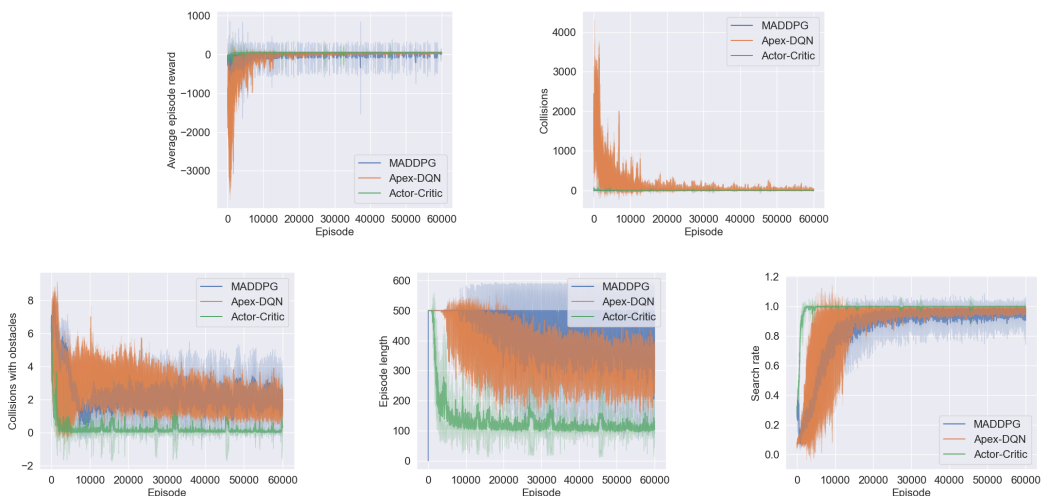 1000
0
−1000
−2000
−3000
Average episode reward
MADDPG
Apex-DQN
Actor-Critic
0 10000 20000 30000 40000 50000 60000
Episode
4000
3000
2000
1000
0
Collisions
MADDPG
Apex-DQN
Actor-Critic
0 10000 20000 30000 40000 50000 60000
Episode
8
6
4
2
0
−2
Collisions with obstacles
MADDPG
Apex-DQN
Actor-Critic
0 10000 20000 30000 40000 50000 60000
Episode
600
500
400
300
200
100
0
Episode length
MADDPG
Apex-DQN
Actor-Critic
0 10000 20000 30000 40000 50000 60000
Episode
1.2
1.0
0.8
0.6
0.4
0.2
0.0
Search rate
MADDPG
Apex-DQN
Actor-Critic
0 10000 20000 30000 40000 50000 60000
Episode